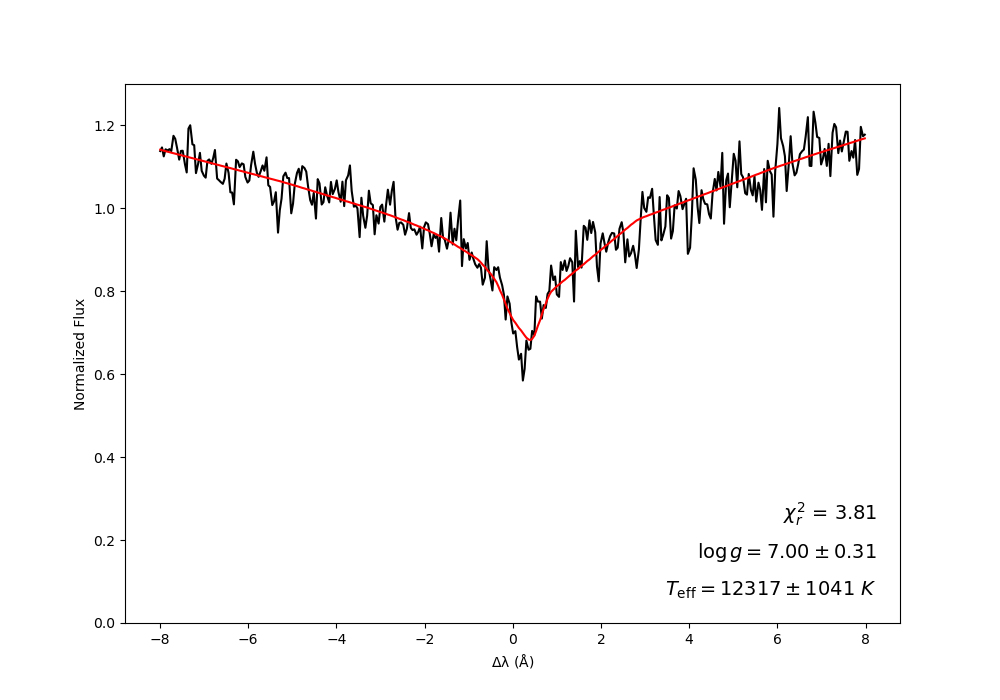 1.2
1.0
0.8
0.6
0.4
0.2
0.0
Normalized Flux
χ²ᵣ = 3.81
log g = 7.00 ± 0.31
T_eff = 12317 ± 1041 K
−8 −6 −4 −2 0 2 4 6 8
Δλ (Å)